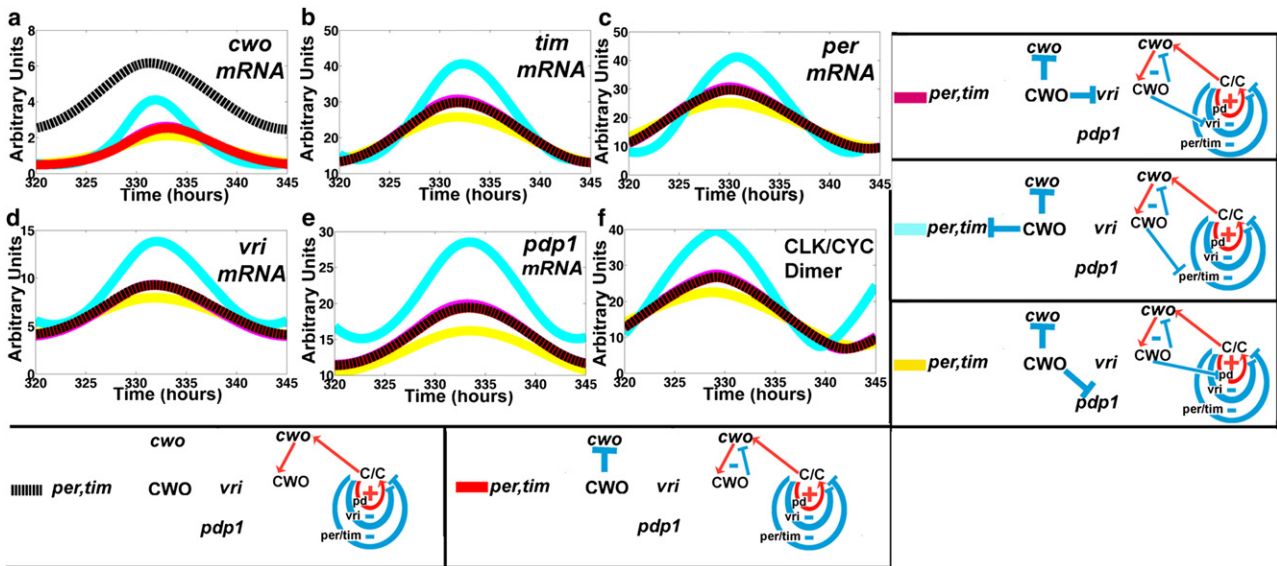 a
b
c
cwo
mRNA
tim
mRNA
per
mRNA
Arbitrary Units
8
6
4
2
0
320 325 330 335 340 345
Time (hours)
Arbitrary Units
50
40
30
20
10
320 325 330 335 340 345
Time (hours)
Arbitrary Units
50
40
30
20
10
0
320 325 330 335 340 345
Time (hours)
d
e
f
vri
mRNA
pdp1
mRNA
CLK/CYC
Dimer
Arbitrary Units
15
10
5
0
320 325 330 335 340 345
Time (hours)
Arbitrary Units
30
25
20
15
10
320 325 330 335 340 345
Time (hours)
Arbitrary Units
40
30
20
10
0
320 325 330 335 340 345
Time (hours)
cwo
per,tim
CWO
vri
pdp1
cwo
CWO
-
C/C
+
pd
vri -
per/tim -
cwo
per,tim
CWO
vri
pdp1
cwo
CWO
-
C/C
+
pd
vri -
per/tim -
cwo
per,tim
CWO
vri
pdp1
cwo
CWO
-
C/C
+
pd
vri -
per/tim -
cwo
per,tim
CWO
vri
pdp1
cwo
CWO
C/C
+
pd
vri -
per/tim -
cwo
per,tim
CWO
vri
pdp1
cwo
CWO
-
C/C
+
pd
vri -
per/tim -